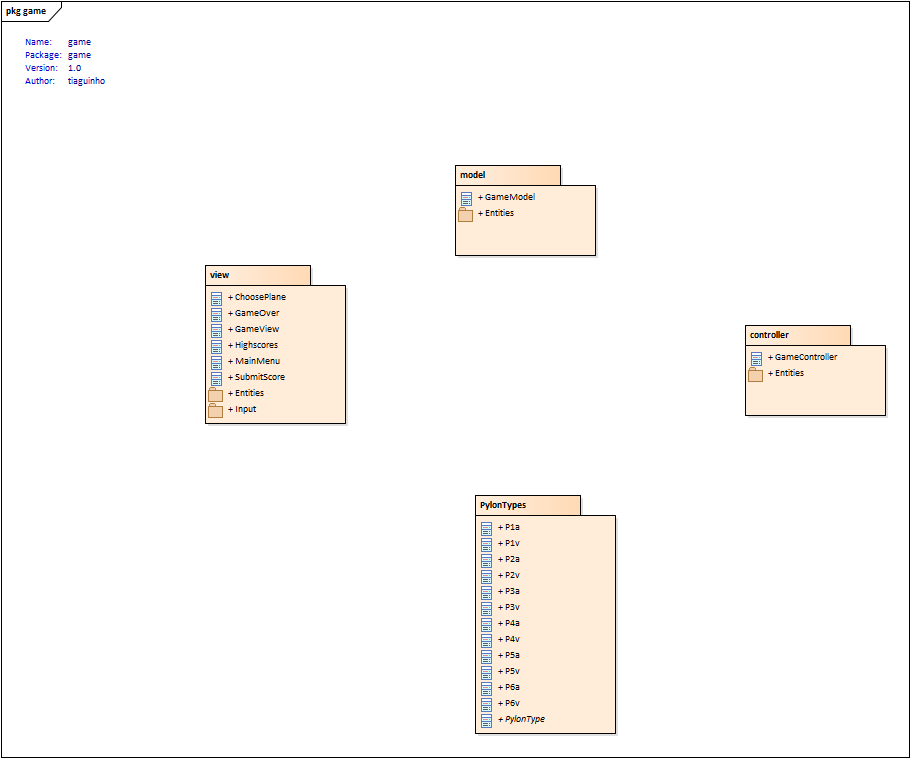 pkg game
Name: game
Package: game
Version: 1.0
Author: tiaguinho
model
+ GameModel
+ Entities
view
+ ChoosePlane
+ GameOver
+ GameView
+ Highscores
+ MainMenu
+ SubmitScore
+ Entities
+ Input
controller
+ GameController
+ Entities
PylonTypes
+ P1a
+ P1v
+ P2a
+ P2v
+ P3a
+ P3v
+ P4a
+ P4v
+ P5a
+ P5v
+ P6a
+ P6v
+ PylonType